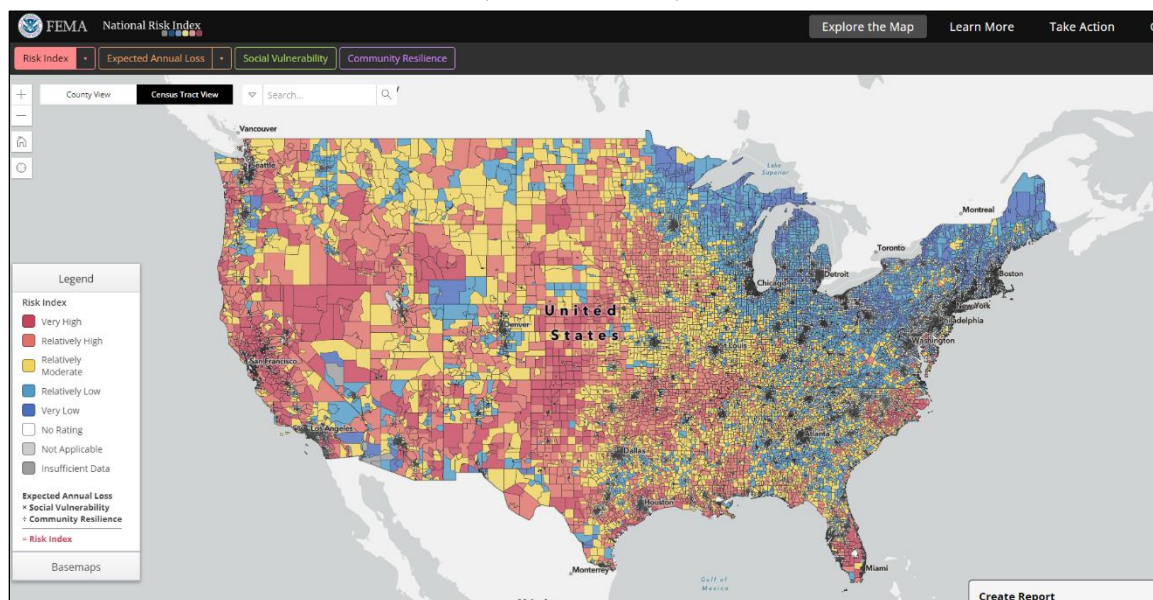 FEMA National Risk Index Explore the Map Learn More Take Action
Risk Index Expected Annual Loss Social Vulnerability Community Resilience
County View Census Tract View Search...
Vancouver
Seattle
Lake
Superior
Montreal
Toronto
Boston
Detroit
Chicago
New York
Philadelphia
Washington
United
States
Denver
St Louis
San Francisco
Los Angeles
Atlanta
Dallas
Houston
Miami
Monterrey
Gulf of
Mexico
Legend
Risk Index
Very High
Relatively High
Relatively
Moderate
Relatively Low
Very Low
No Rating
Not Applicable
Insufficient Data
Expected Annual Loss
× Social Vulnerability
÷ Community Resilience
= Risk Index
Basemaps
Create Report